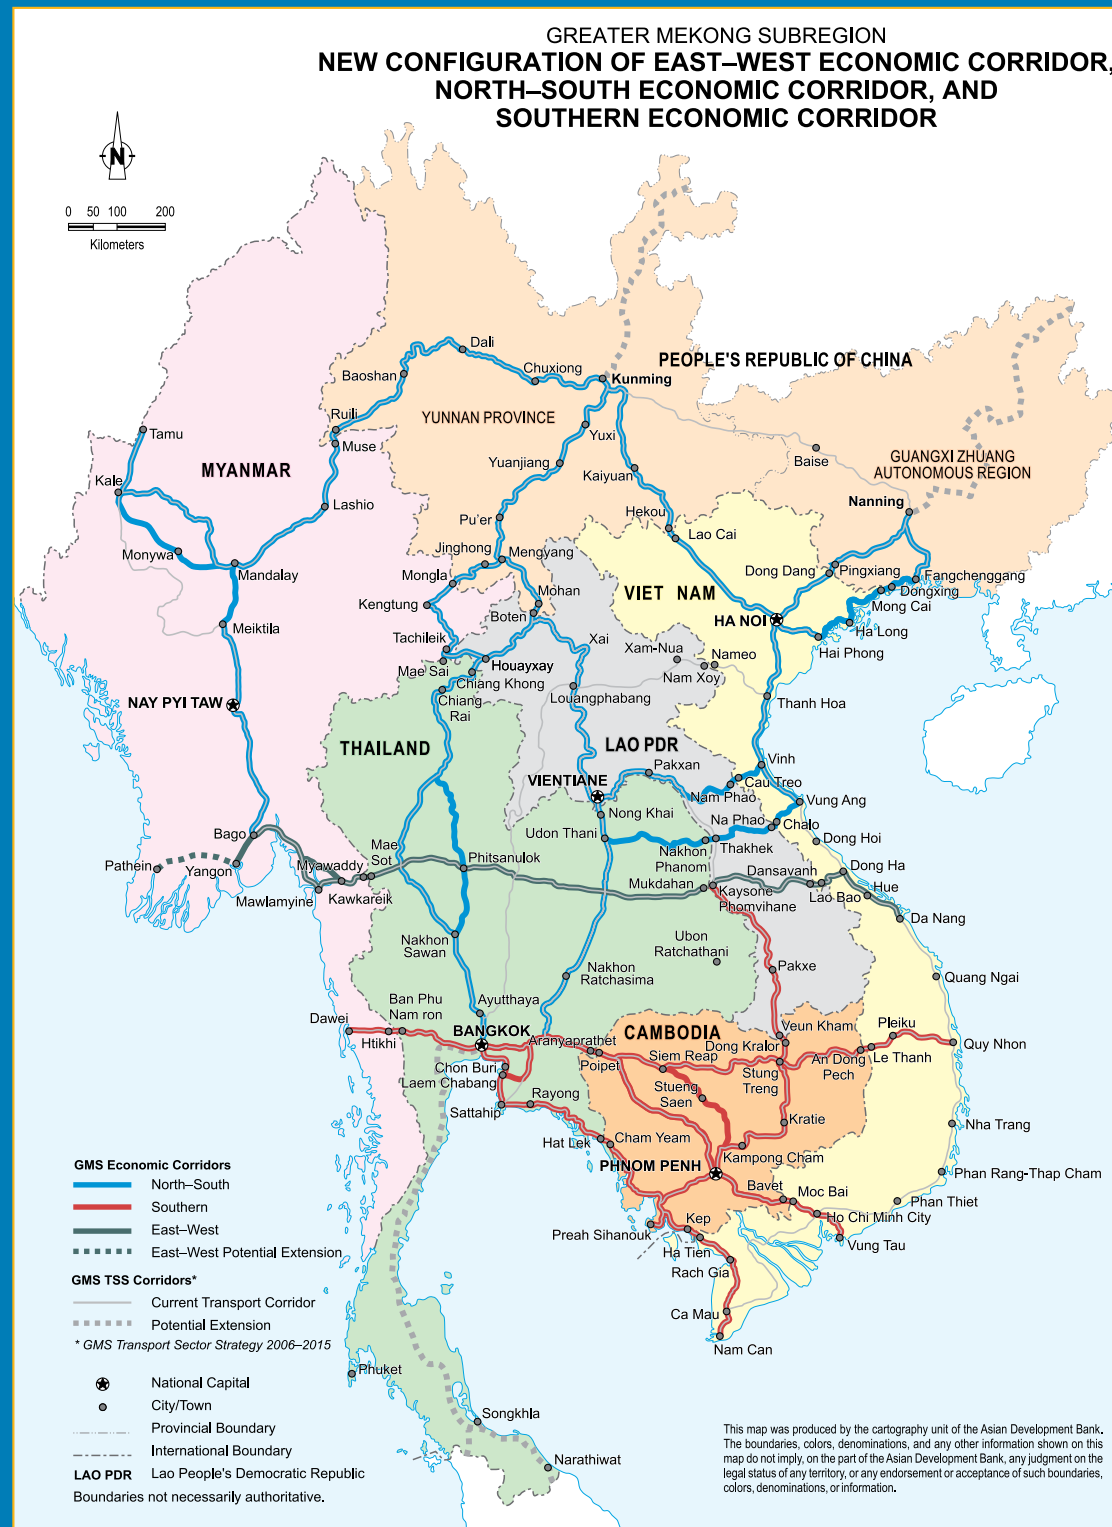 GREATER MEKONG SUBREGION
NEW CONFIGURATION OF EAST–WEST ECONOMIC CORRIDOR,
NORTH–SOUTH ECONOMIC CORRIDOR, AND
SOUTHERN ECONOMIC CORRIDOR
N
0 50 100 200
Kilometers
Dali
Baoshan
Chuxiong
Kunming
PEOPLE'S REPUBLIC OF CHINA
Ruili
YUNNAN PROVINCE
Tamu
Muse
Yuxi
Baise
GUANGXI ZHUANG
AUTONOMOUS REGION
MYANMAR
Yuanjiang
Kaiyuan
Kale
Lashio
Nanning
Pu'er
Hekou
Lao Cai
Monywa
Jinghong
Mengyang
Mandalay
Mongla
Dong Dang
Pingxiang
Fangchenggang
Dongxing
Mong Cai
Kengtung
Mohan
Boten
VIET NAM
HA NOI
Meiktila
Tachileik
Xai
Ha Long
Hai Phong
Xam-Nua
Nameo
Nam Xoy
Mae Sai
Houayxay
Chiang Khong
Chiang
Rai
Louangphabang
NAY PYI TAW
Thanh Hoa
THAILAND
LAO PDR
Vinh
Pakxan
Cau Treo
VIENTIANE
Nam Phao
Vung Ang
Nong Khai
Na Phao
Chalo
Bago
Udon Thani
Dong Hoi
Mae
Sot
Nakhon
Phanom
Thakhek
Pathein
Yangon
Myawaddy
Phitsanulok
Dansavanh
Dong Ha
Mukdahan
Kaysone
Phomvihane
Lao Bao
Hue
Mawlamyine
Kawkareik
Da Nang
Nakhon
Sawan
Ubon
Ratchathani
Nakhon
Ratchasima
Pakxe
Quang Ngai
Ban Phu
Nam ron
Ayutthaya
Dawei
Htikhi
BANGKOK
Aranyaprathet
CAMBODIA
Veun Kham
Pleiku
Dong Kralor
Quy Nhon
Poipet
Siem Reap
An Dong
Pech
Le Thanh
Chon Buri
Laem Chabang
Stueng
Saen
Stung
Treng
Rayong
Sattahip
Kratie
Nha Trang
Hat Lek
Cham Yeam
Kampong Cham
PHNOM PENH
Bavet
Moc Bai
Phan Rang-Thap Cham
Phan Thiet
Ho Chi Minh City
Preah Sihanouk
Kep
Vung Tau
Ha Tien
Rach Gia
Ca Mau
Nam Can
Phuket
Songkhla
Narathiwat
GMS Economic Corridors
North–South
Southern
East–West
East–West Potential Extension
GMS TSS Corridors*
Current Transport Corridor
Potential Extension
* GMS Transport Sector Strategy 2006–2015
National Capital
City/Town
Provincial Boundary
International Boundary
LAO PDR Lao People's Democratic Republic
Boundaries not necessarily authoritative.
This map was produced by the cartography unit of the Asian Development Bank.
The boundaries, colors, denominations, and any other information shown on this
map do not imply, on the part of the Asian Development Bank, any judgment on the
legal status of any territory, or any endorsement or acceptance of such boundaries,
colors, denominations, or information.